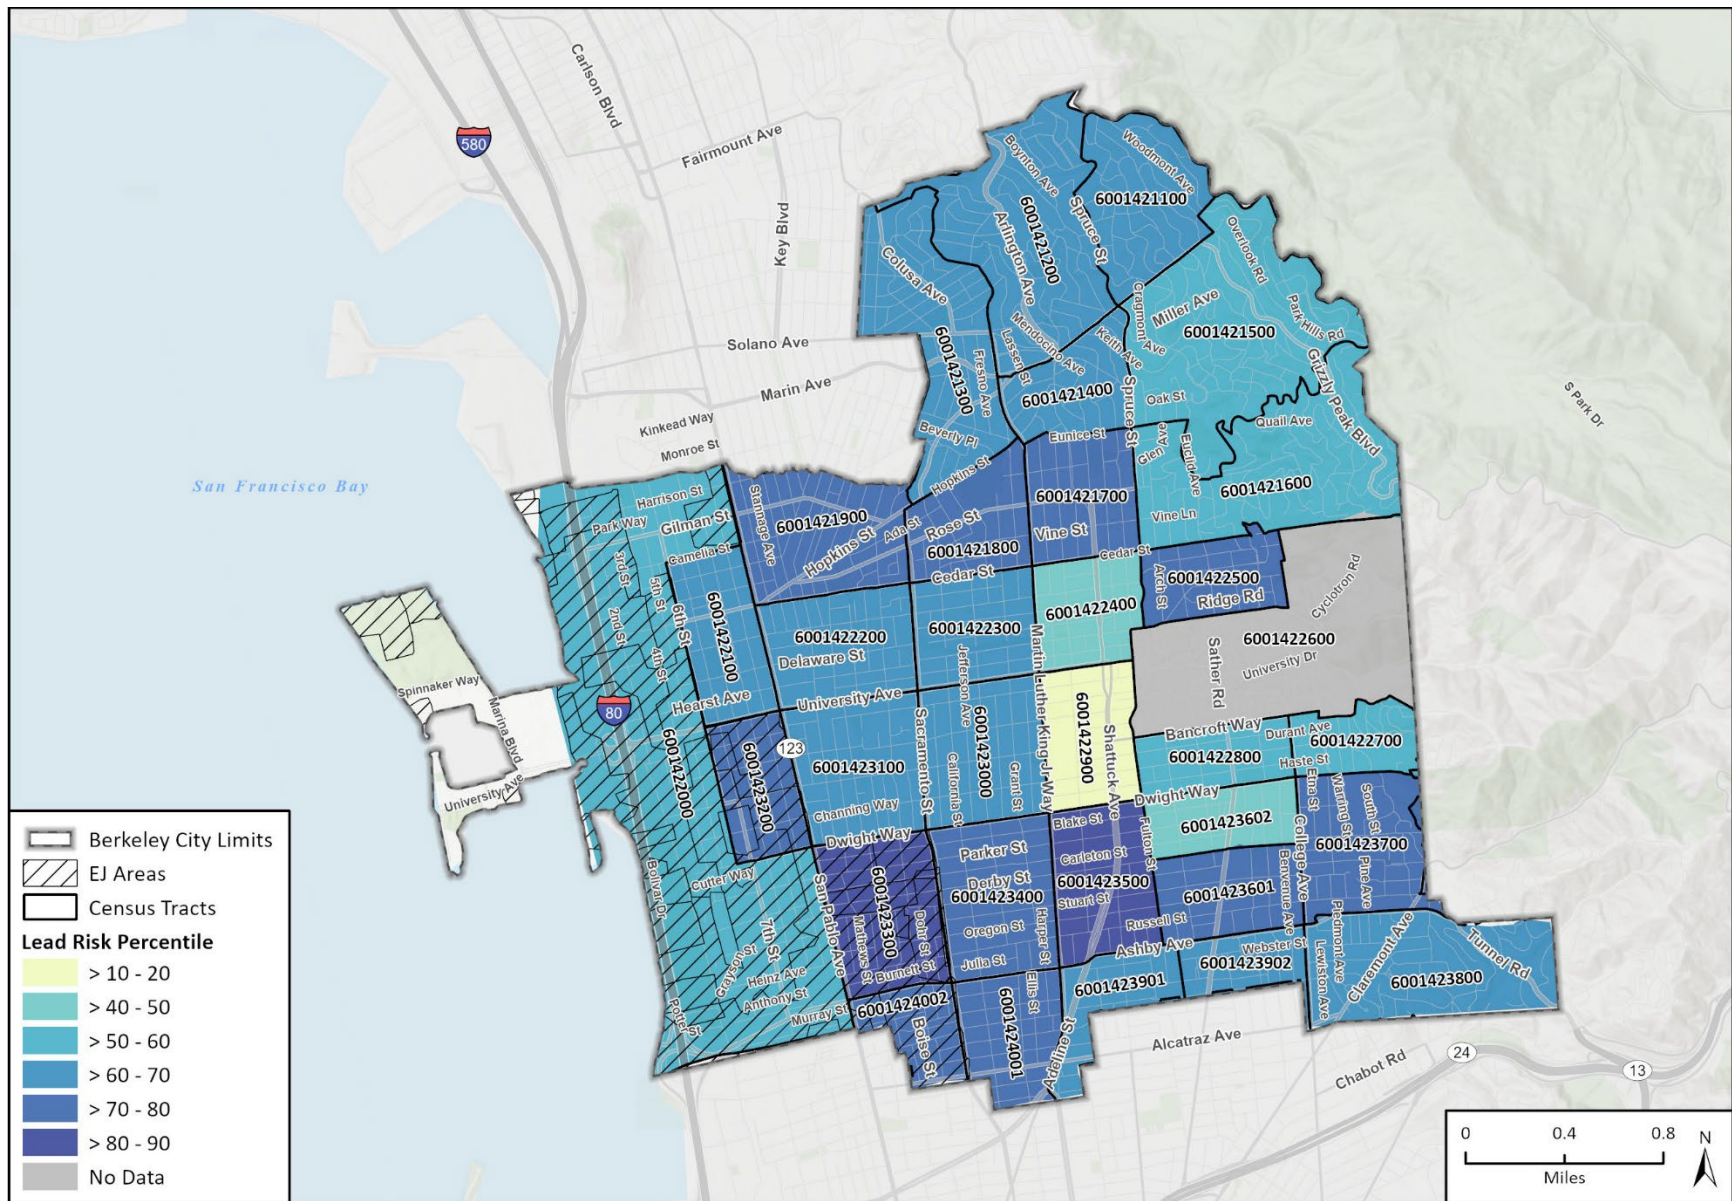 Carlson Blvd
580
Fairmount Ave
Key Blvd
Solano Ave
Marin Ave
Kinkead Way
Monroe St
San Francisco Bay
Boynton Ave
Woodmont Ave
6001421100
Spruce St
6001421200
Arlington Ave
Colusa Ave
Overlook Rd
Park Hills Rd
Miller Ave
Cragmont Ave
6001421500
Grizzly Peak Blvd
S Park Dr
Mendocino Ave
Keith Ave
Lassen St
Fresno Ave
6001421300
6001421400
Spruce St
Oak St
Quail Ave
Beverly Pl
Eunice St
Glen Ave
Euclid Ave
Hopkins St
6001421600
6001421700
Vine Ln
Vine St
Harrison St
Park Way
Gilman St
Stannage Ave
6001421900
Ada St
Rose St
Hopkins St
6001421800
Camelia St
Cedar St
Cedar St
3rd St
5th St
2nd St
6th St
4th St
6001422100
6001422200
Delaware St
6001422300
6001422400
Arch St
6001422500
Ridge Rd
Cyclotron Rd
6001422600
University Dr
Sather Rd
Jefferson Ave
Martin Luther King Jr Way
Spinnaker Way
Marina Blvd
University Ave
80
Hearst Ave
University Ave
123
6001422000
6001423200
6001423100
Sacramento St
California St
6001423000
Grant St
6001422900
Shattuck Ave
Bancroft Way
Durant Ave
6001422700
6001422800
Haste St
Channing Way
Dwight Way
Dwight Way
Blake St
Fulton St
6001423602
Etna St
College Ave
Warring St
South St
6001423700
Pine Ave
Parker St
Carleton St
Derby St
6001423400
6001423500
Stuart St
6001423601
Benvenue Ave
Piedmont Ave
Russell St
Oregon St
Harper St
Bolivar Dr
Cutter Way
San Pablo Ave
6001423300
Mathews St
Dohr St
7th St
Grayson St
Heinz Ave
Anthony St
Burnett St
Julia St
Ashby Ave
Webster St
6001423902
Lewiston Ave
Claremont Ave
Tunnel Rd
6001423800
Ellis St
6001423901
6001424002
Murray St
Potter St
Boise St
6001424001
Adeline St
Alcatraz Ave
Chabot Rd
24
13
Berkeley City Limits
EJ Areas
Census Tracts
Lead Risk Percentile
> 10 - 20
> 40 - 50
> 50 - 60
> 60 - 70
> 70 - 80
> 80 - 90
No Data
0 0.4 0.8
Miles
N